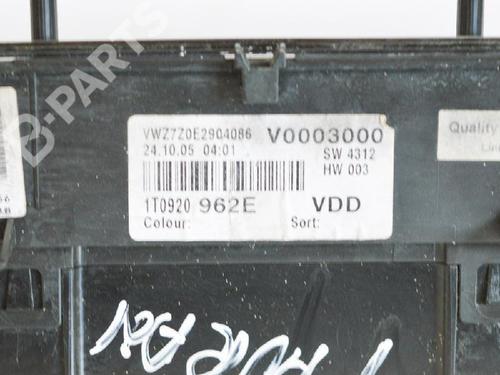 B-PARTS
VWZ7Z0E2904086 V0003000
24.10.05 04:01 SW 4312
HW 003
1T0920 962E VDD
Colour: Sort:
Quality